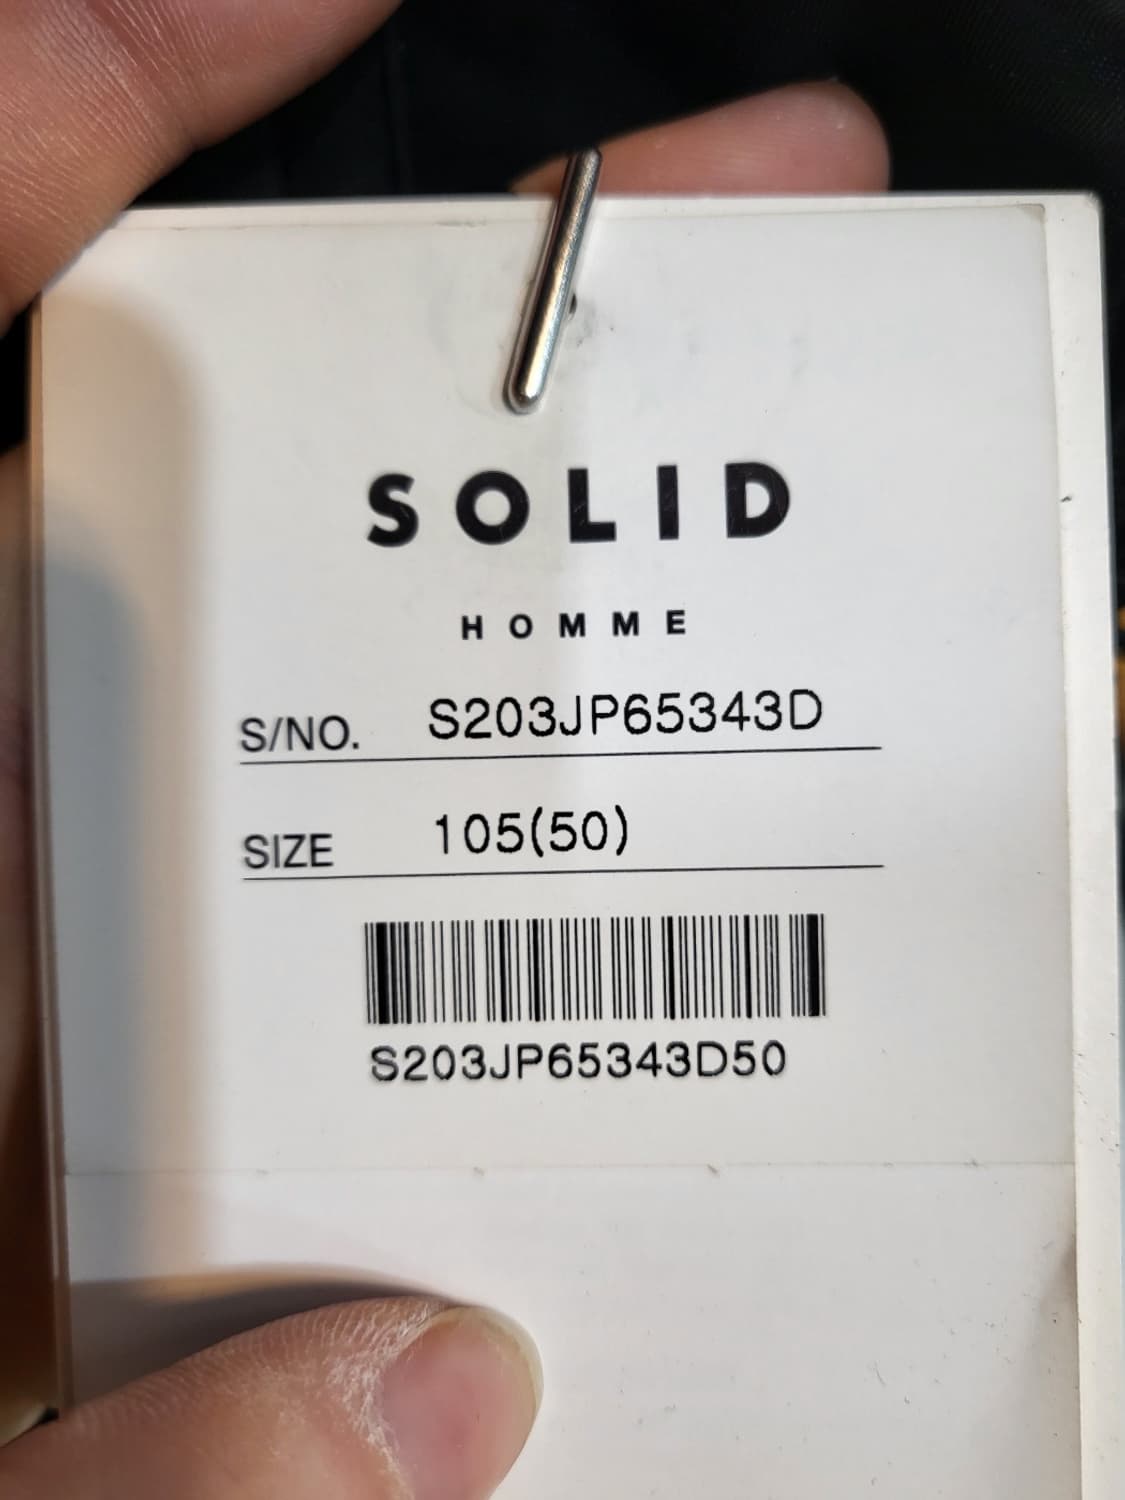 SOLID
HOMME
S/NO. S203JP65343D
SIZE 105(50)
S203JP65343D50